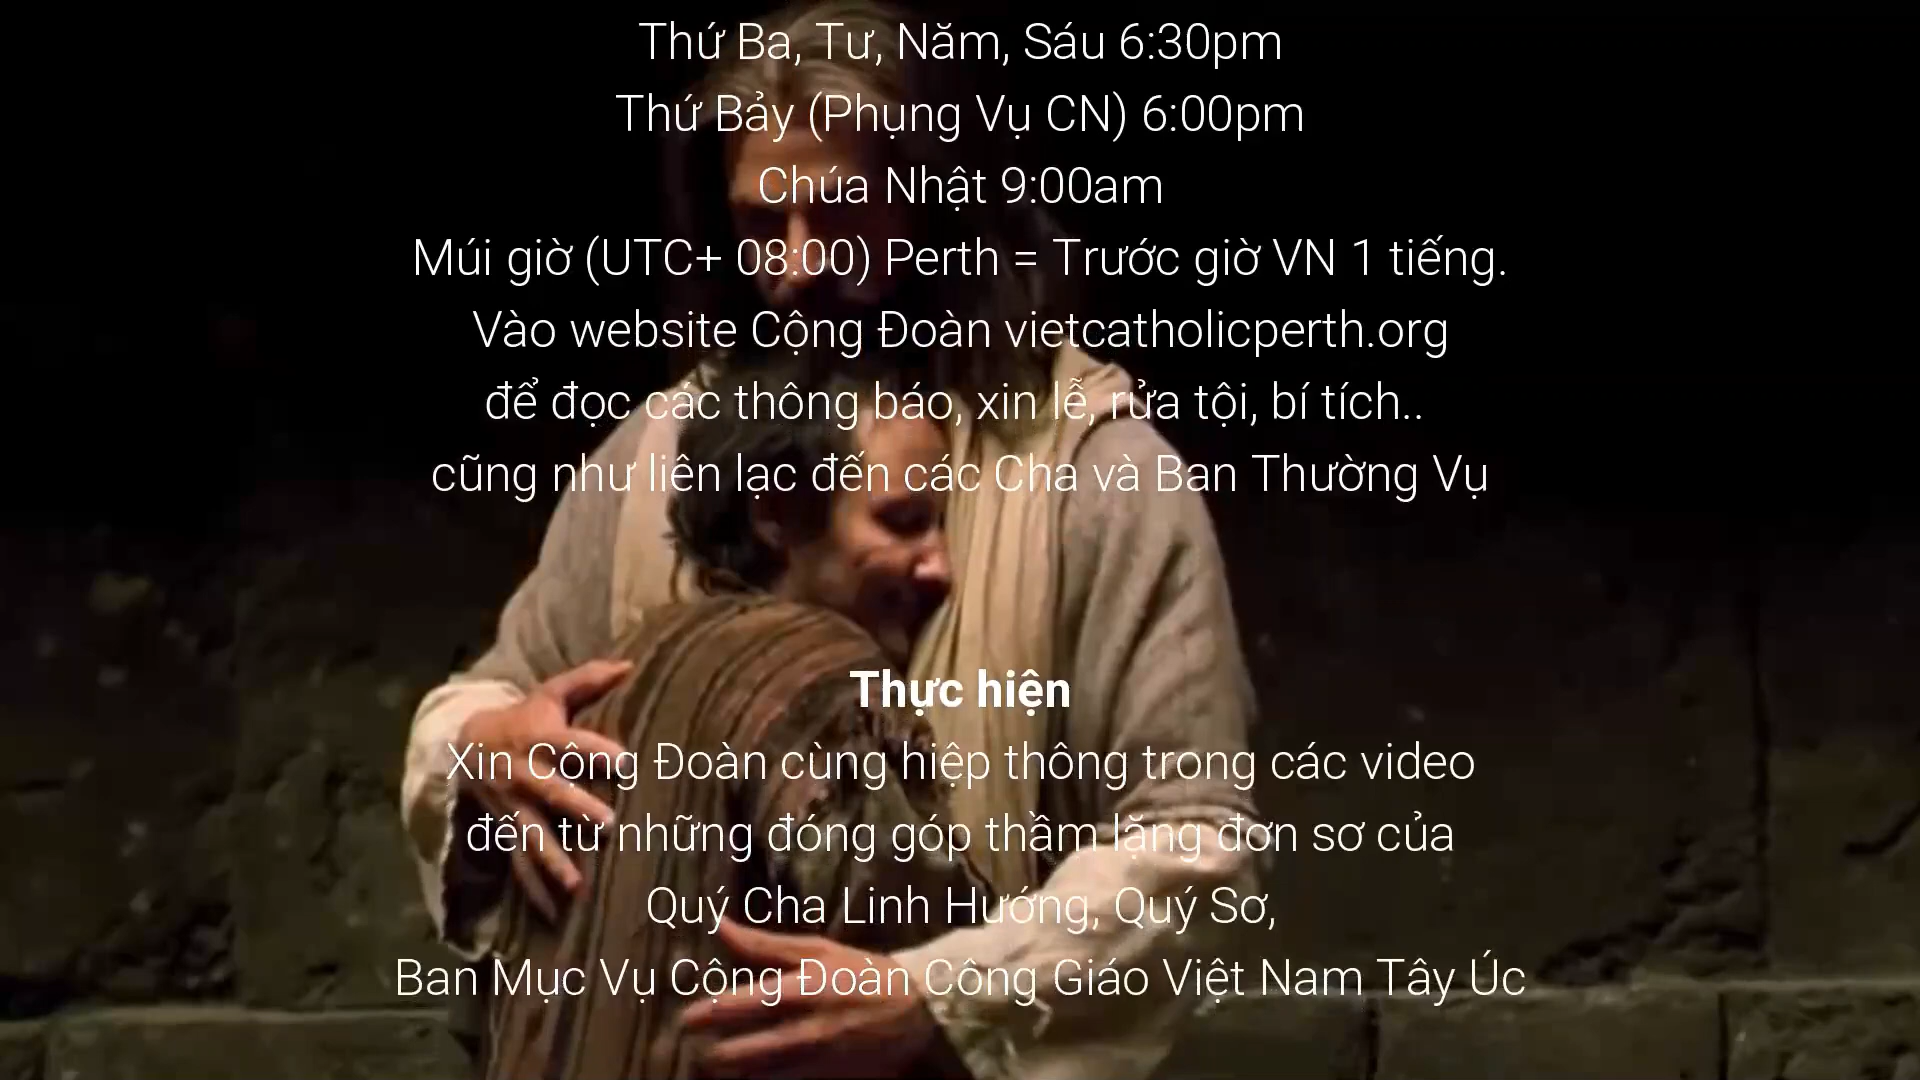 Thứ Ba, Tư, Năm, Sáu 6:30pm
Thứ Bảy (Phụng Vụ CN) 6:00pm
Chúa Nhật 9:00am
Múi giờ (UTC+ 08:00) Perth = Trước giờ VN 1 tiếng.
Vào website Cộng Đoàn vietcatholicperth.org
để đọc các thông báo, xin lễ, rửa tội, bí tích..
cũng như liên lạc đến các Cha và Ban Thường Vụ
Thực hiện
Xin Cộng Đoàn cùng hiệp thông trong các video
đến từ những đóng góp thầm lặng đơn sơ của
Quý Cha Linh Hướng, Quý Sơ,
Ban Mục Vụ Cộng Đoàn Công Giáo Việt Nam Tây Úc